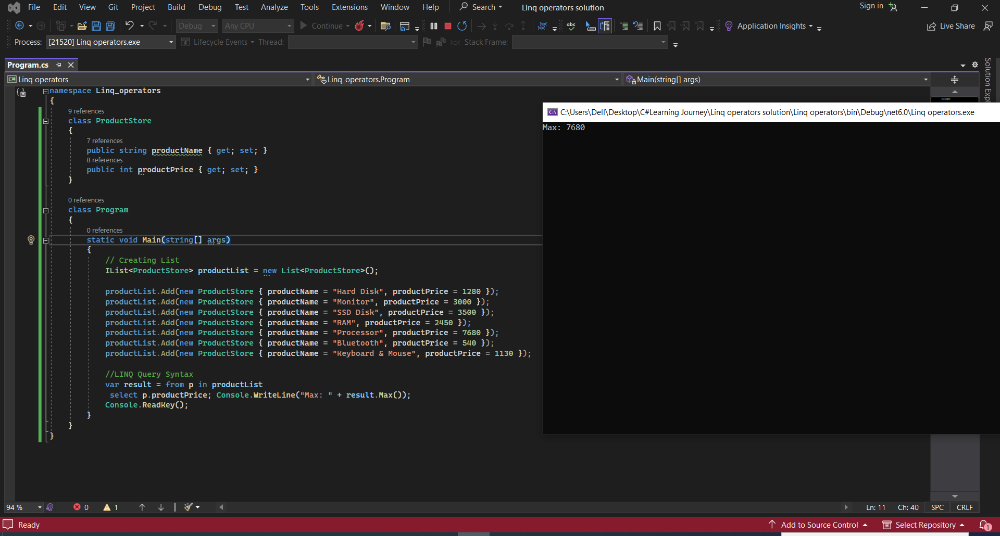 File Edit View Git Project Build Debug Test Analyze Tools Extensions Window Help Search Linq operators solution Sign in
Debug Any CPU Continue Application Insights Live Share
Process: [21520] Linq operators.exe Lifecycle Events Thread: Stack Frame:
Program.cs
Linq operators Linq_operators.Program Main(string[] args)
Solution Expl
namespace Linq_operators
{
9 references
class ProductStore
{
7 references
public string productName { get; set; }
8 references
public int productPrice { get; set; }
}
0 references
class Program
{
0 references
static void Main(string[] args)
{
// Creating List
IList<ProductStore> productList = new List<ProductStore>();
productList.Add(new ProductStore { productName = "Hard Disk", productPrice = 1280 });
productList.Add(new ProductStore { productName = "Monitor", productPrice = 3000 });
productList.Add(new ProductStore { productName = "SSD Disk", productPrice = 3500 });
productList.Add(new ProductStore { productName = "RAM", productPrice = 2450 });
productList.Add(new ProductStore { productName = "Processor", productPrice = 7680 });
productList.Add(new ProductStore { productName = "Bluetooth", productPrice = 540 });
productList.Add(new ProductStore { productName = "Keyboard & Mouse", productPrice = 1130 });
//LINQ Query Syntax
var result = from p in productList
select p.productPrice; Console.WriteLine("Max: " + result.Max());
Console.ReadKey();
}
}
}
C:\Users\Dell\Desktop\C#Learning Journey\Linq operators solution\Linq operators\bin\Debug\net6.0\Linq operators.exe
Max: 7680
94 % 0 1 Ln: 11 Ch: 40 SPC CRLF
Ready Add to Source Control Select Repository 1